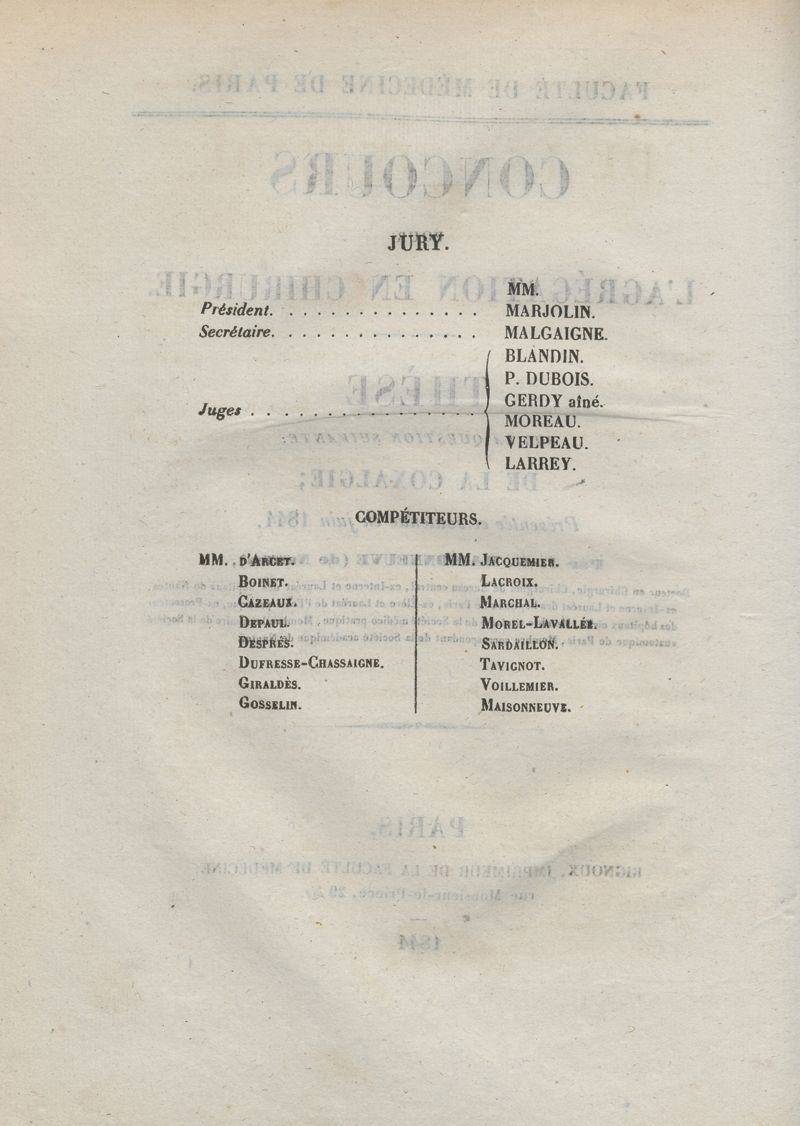 JURY.
MM.
Président. . . . . . . . . . . . . . . MARJOLIN.
Secrétaire. . . . . . . . . . . . . . . MALGAIGNE.
Juges . . . . . . . . . . . . . . . . {
BLANDIN.
P. DUBOIS.
GERDY aîné.
MOREAU.
VELPEAU.
LARREY.
COMPÉTITEURS.
MM. D'ARCET.
BOINET.
CAZEAUX.
DEPAUL.
DESPRÉS.
DUFRESSE-CHASSAIGNE.
GIRALDÈS.
GOSSELIN.
MM. JACQUEMIER.
LACROIX.
MARCHAL.
MOREL-LAVALLÉE.
SARDAILLON.
TAVIGNOT.
VOILLEMIER.
MAISONNEUVE.